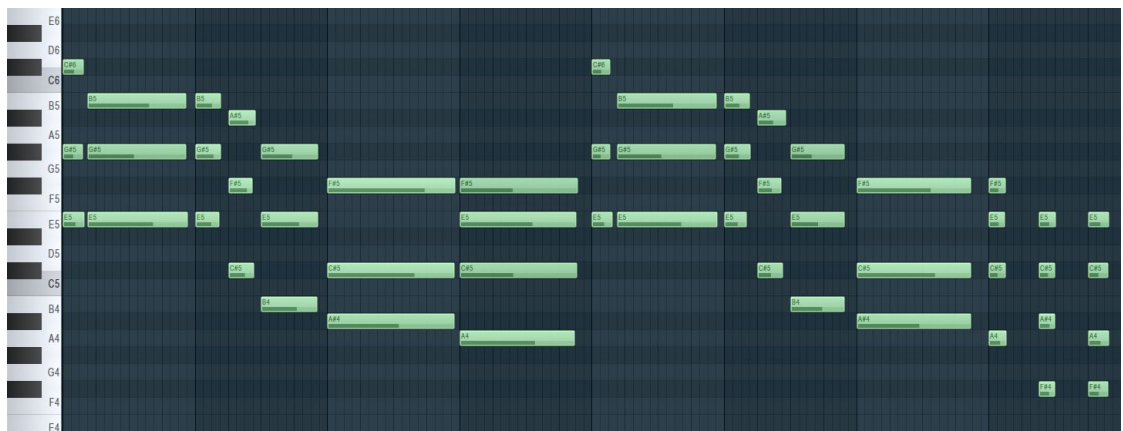 E6
D6
C#6 C#6
C6
B5 B5 B5 B5 B5
A#5 A#5
A5
G#5 G#5 G#5 G#5 G#5 G#5 G#5 G#5
G5
F#5 F#5 F#5 F#5 F#5 F#5
F5
E5 E5 E5 E5 E5 E5 E5 E5 E5 E5 E5 E5 E5
D5
C#5 C#5 C#5 C#5 C#5 C#5 C#5 C#5
C5
B4 B4 B4
A#4 A#4 A#4
A4 A4 A4 A4
G4
F#4 F#4
F4
E4